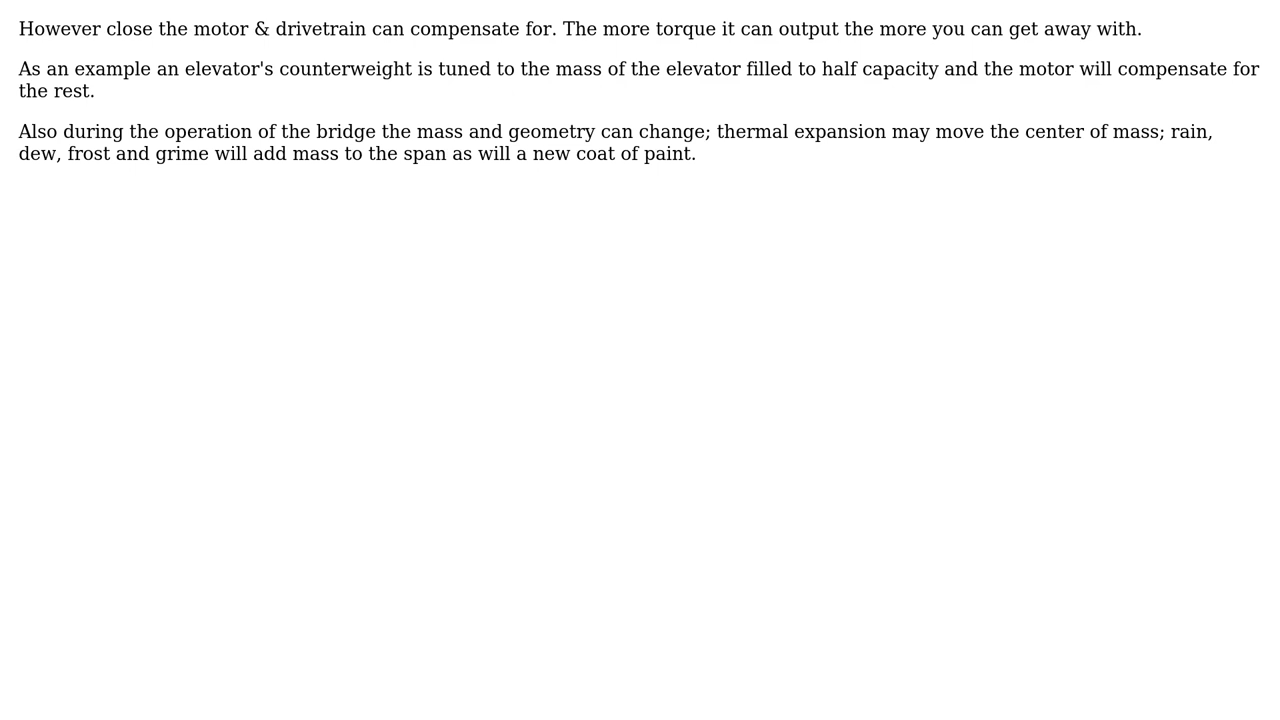 However close the motor & drivetrain can compensate for. The more torque it can output the more you can get away with.
As an example an elevator's counterweight is tuned to the mass of the elevator filled to half capacity and the motor will compensate for
the rest.
Also during the operation of the bridge the mass and geometry can change; thermal expansion may move the center of mass; rain,
dew, frost and grime will add mass to the span as will a new coat of paint.